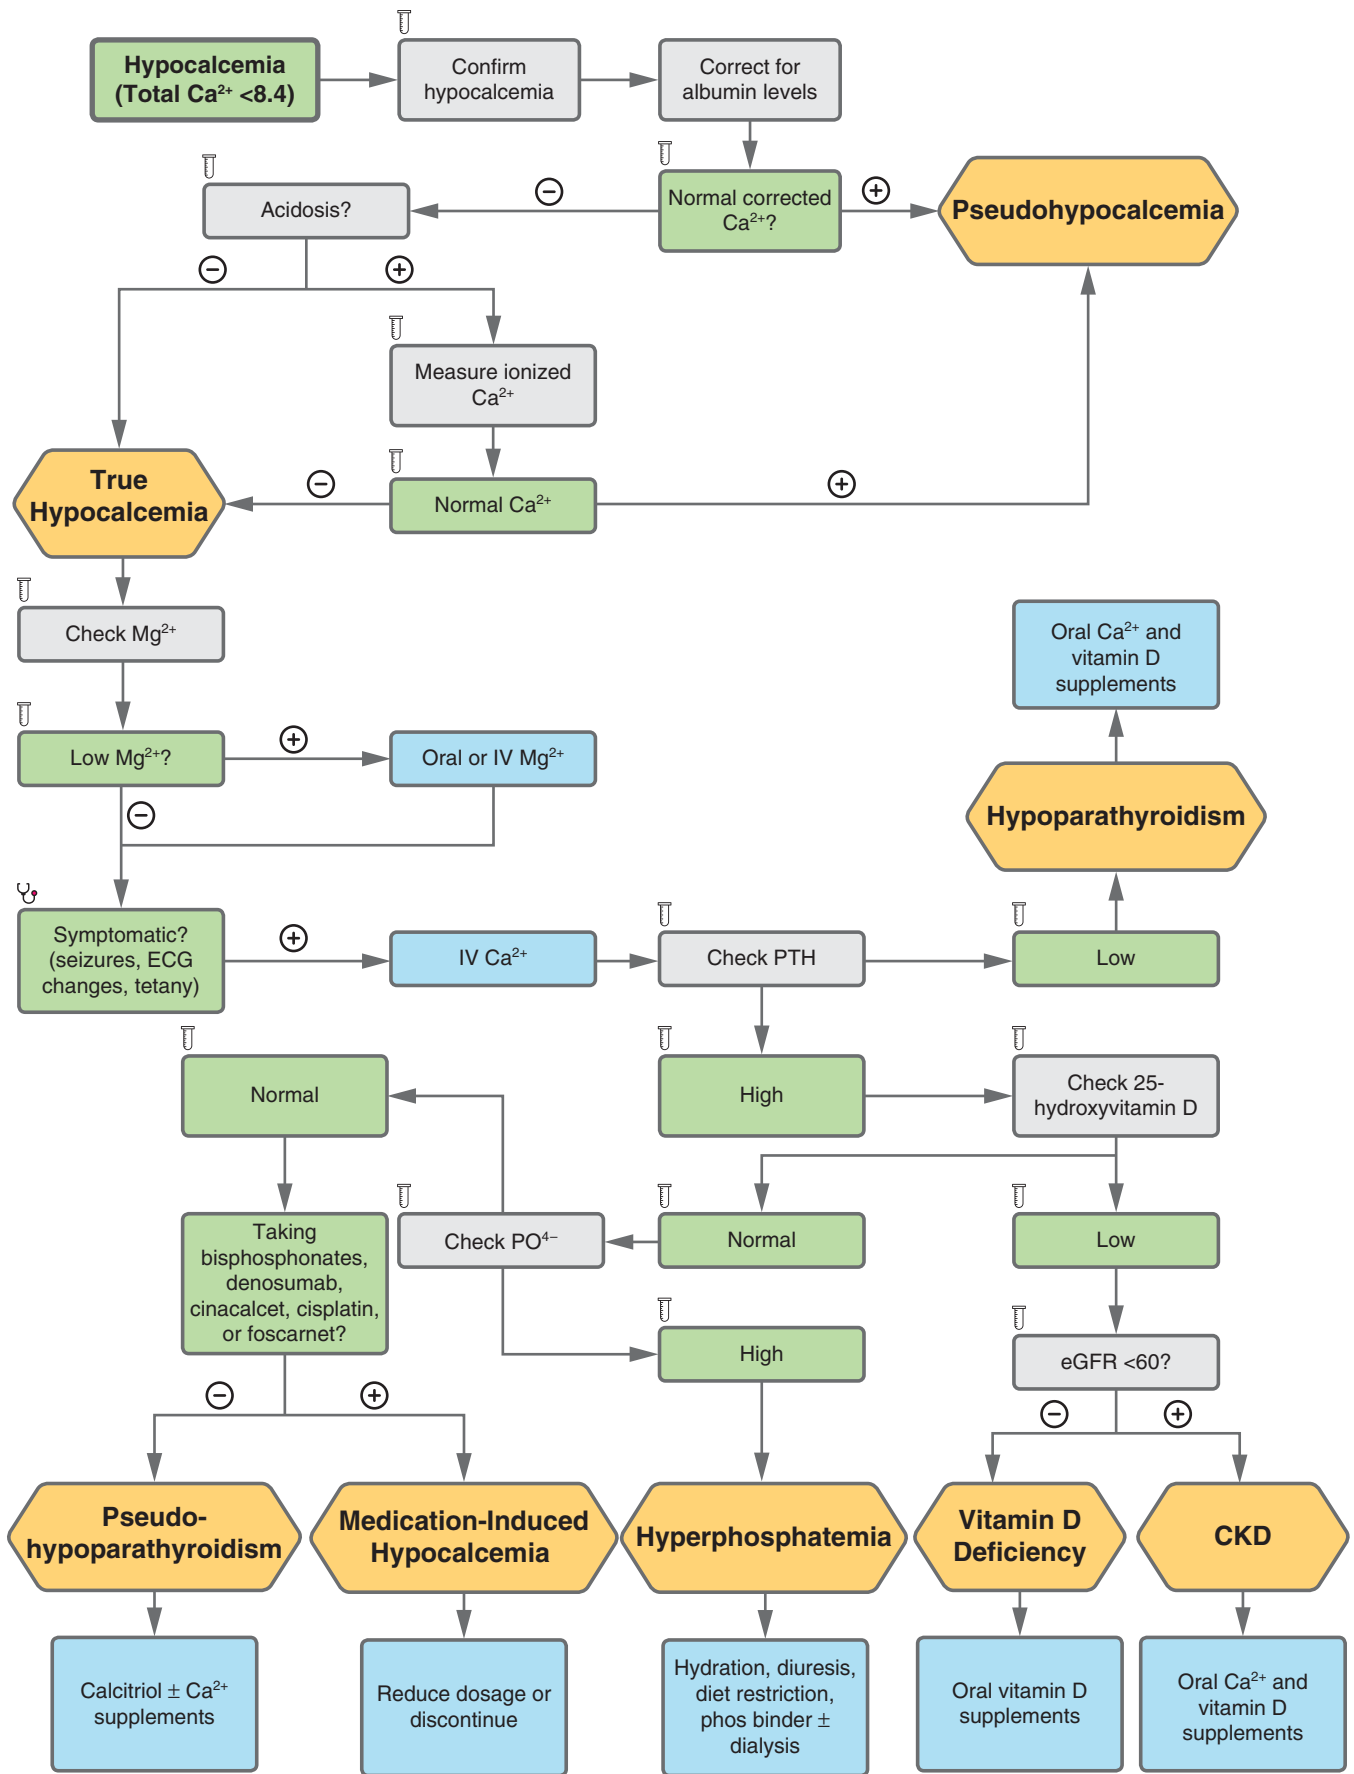 Hypocalcemia
(Total Ca²⁺ <8.4)
Confirm
hypocalcemia
Correct for
albumin levels
Normal corrected
Ca²⁺?
+
Pseudohypocalcemia
−
Acidosis?
−
+
Measure ionized
Ca²⁺
Normal Ca²⁺
−
+
True
Hypocalcemia
Check Mg²⁺
Low Mg²⁺?
+
Oral or IV Mg²⁺
−
Symptomatic?
(seizures, ECG
changes, tetany)
+
IV Ca²⁺
Check PTH
Low
Hypoparathyroidism
Oral Ca²⁺ and
vitamin D
supplements
High
Check 25-
hydroxyvitamin D
Normal
Low
Check PO⁴⁻
Normal
High
Taking
bisphosphonates,
denosumab,
cinacalcet, cisplatin,
or foscarnet?
eGFR <60?
−
+
−
+
Pseudo-
hypoparathyroidism
Medication-Induced
Hypocalcemia
Hyperphosphatemia
Vitamin D
Deficiency
CKD
Calcitriol ± Ca²⁺
supplements
Reduce dosage or
discontinue
Hydration, diuresis,
diet restriction,
phos binder ±
dialysis
Oral vitamin D
supplements
Oral Ca²⁺ and
vitamin D
supplements